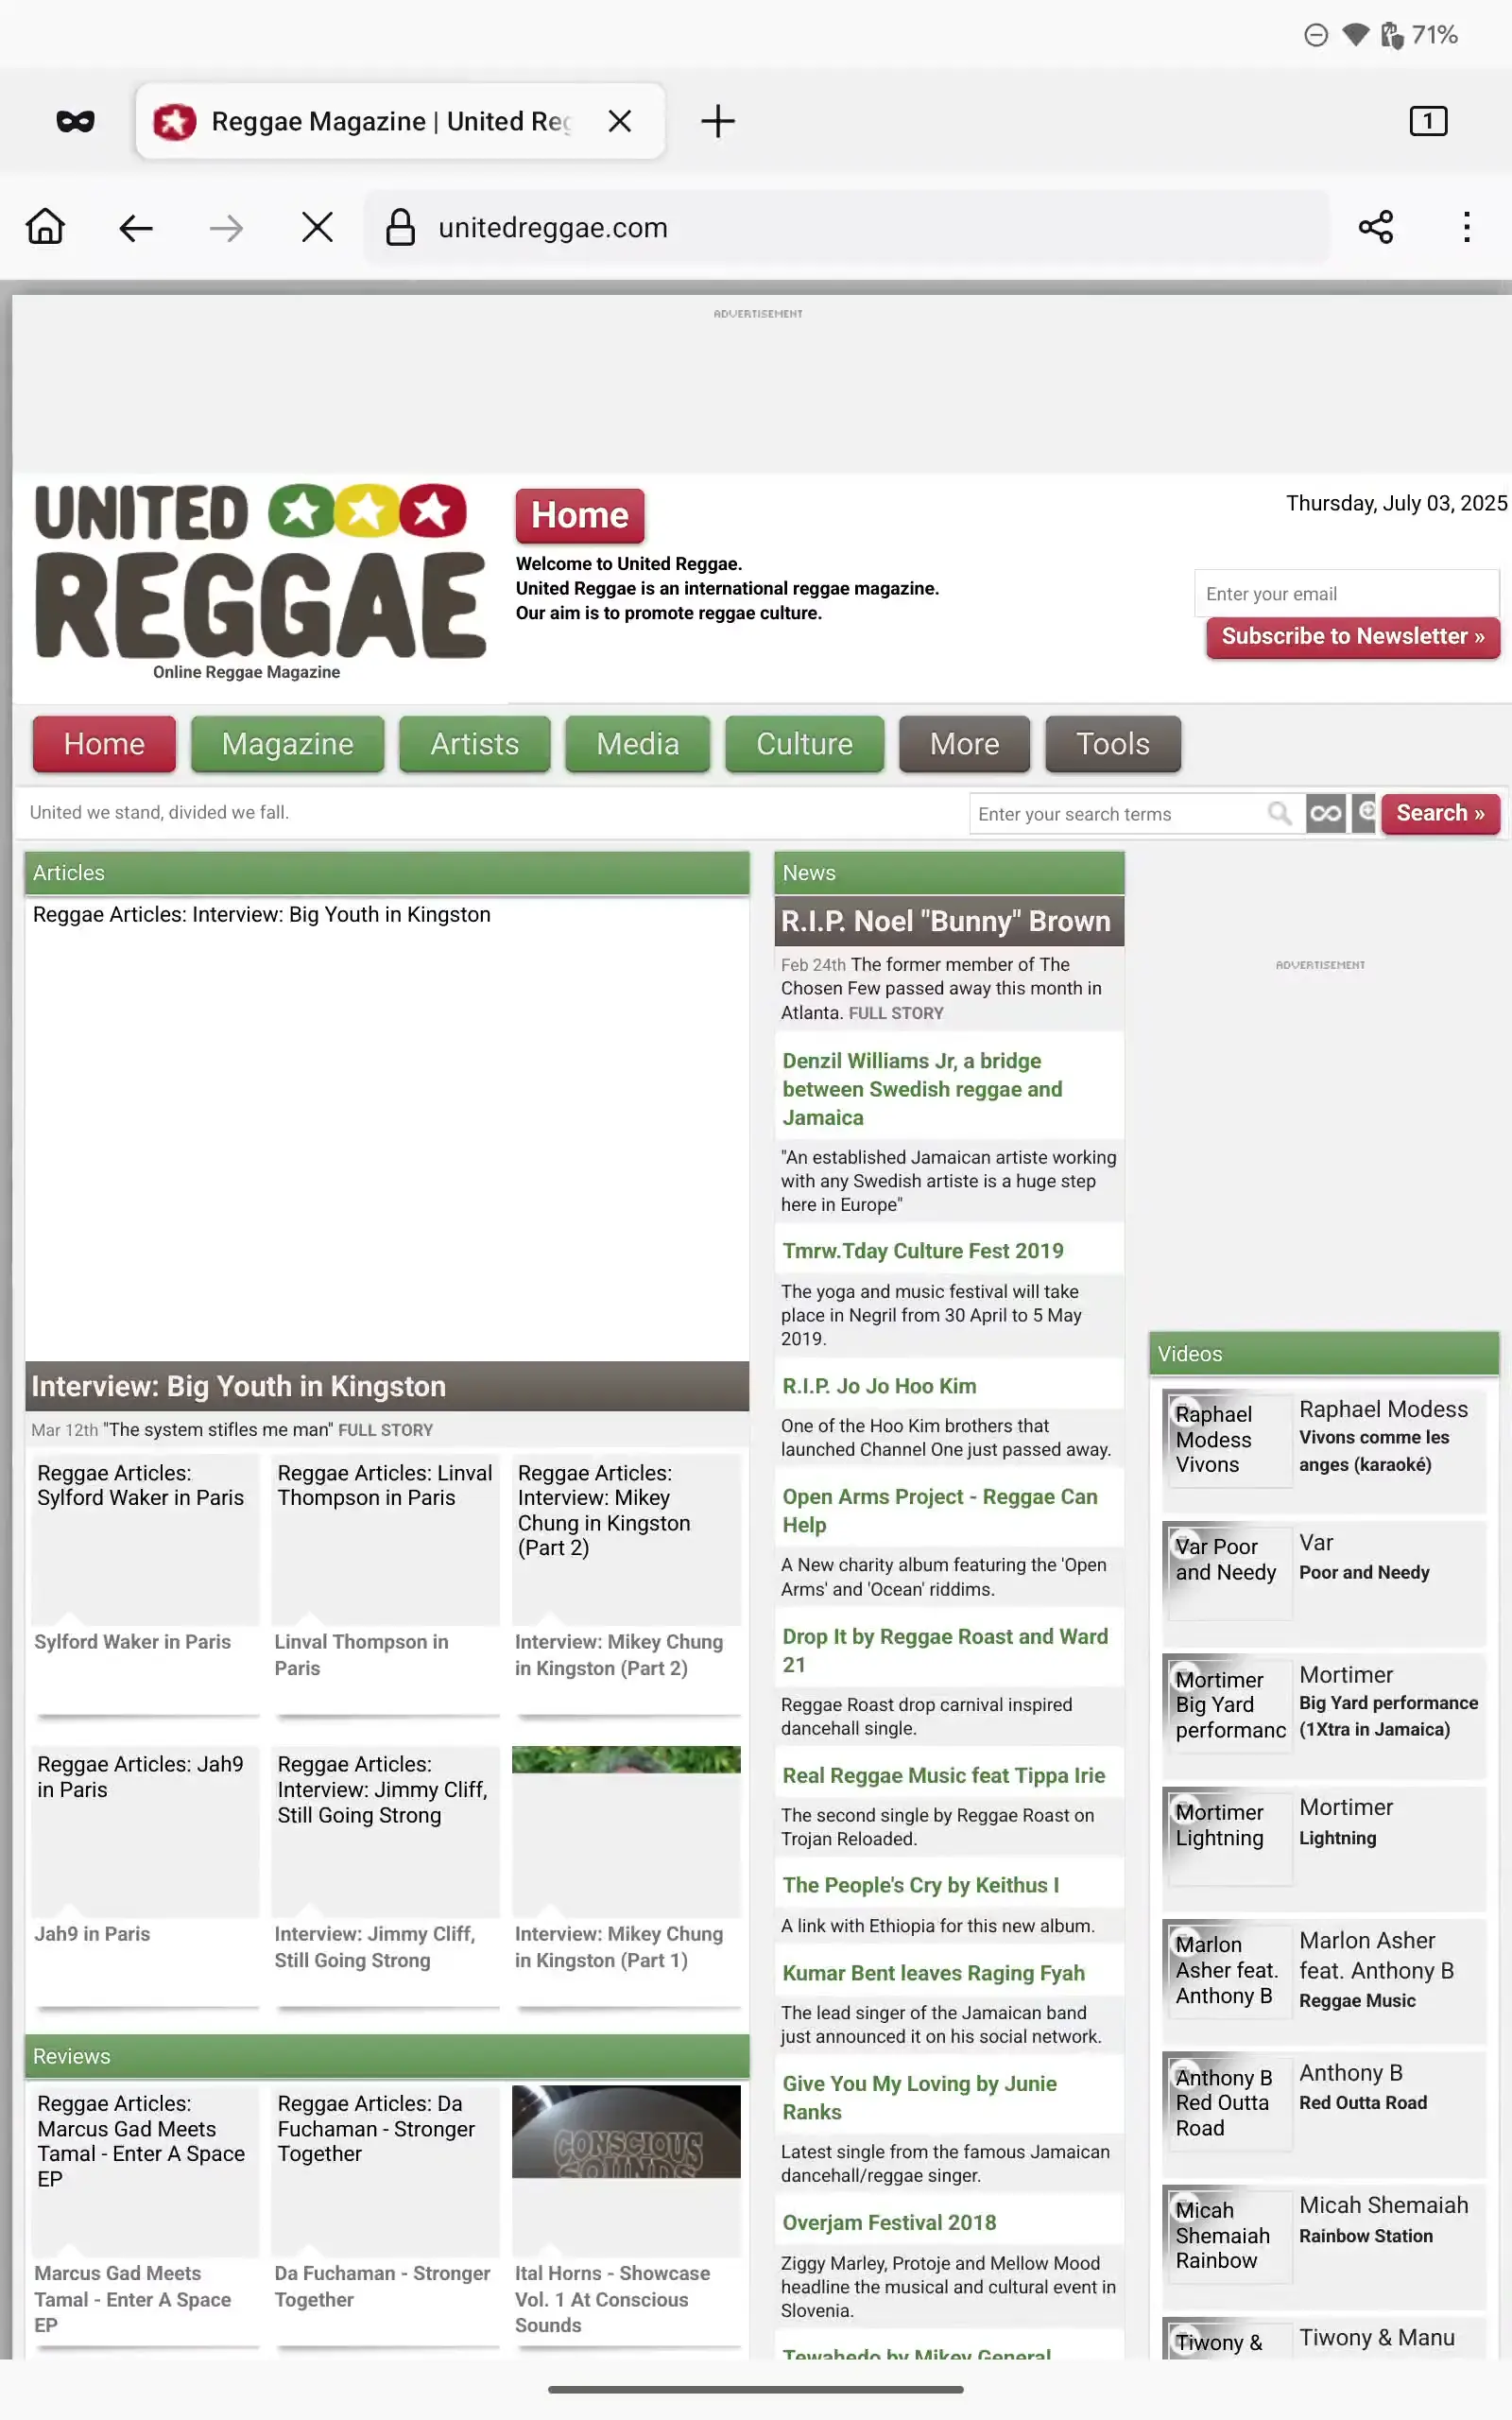 71%
Reggae Magazine | United Reg
1
unitedreggae.com
ADVERTISEMENT
UNITED
REGGAE
Online Reggae Magazine
Home
Welcome to United Reggae.
United Reggae is an international reggae magazine.
Our aim is to promote reggae culture.
Thursday, July 03, 2025
Enter your email
Subscribe to Newsletter »
Home
Magazine
Artists
Media
Culture
More
Tools
United we stand, divided we fall.
Enter your search terms
Search »
Articles
Reggae Articles: Interview: Big Youth in Kingston
Interview: Big Youth in Kingston
Mar 12th "The system stifles me man" FULL STORY
Reggae Articles:
Sylford Waker in Paris
Sylford Waker in Paris
Reggae Articles: Linval
Thompson in Paris
Linval Thompson in
Paris
Reggae Articles:
Interview: Mikey
Chung in Kingston
(Part 2)
Interview: Mikey Chung
in Kingston (Part 2)
Reggae Articles: Jah9
in Paris
Jah9 in Paris
Reggae Articles:
Interview: Jimmy Cliff,
Still Going Strong
Interview: Jimmy Cliff,
Still Going Strong
Interview: Mikey Chung
in Kingston (Part 1)
Reviews
Reggae Articles:
Marcus Gad Meets
Tamal - Enter A Space
EP
Marcus Gad Meets
Tamal - Enter A Space
EP
Reggae Articles: Da
Fuchaman - Stronger
Together
Da Fuchaman - Stronger
Together
CONSCIOUS
SOUNDS
Ital Horns - Showcase
Vol. 1 At Conscious
Sounds
News
R.I.P. Noel "Bunny" Brown
Feb 24th The former member of The
Chosen Few passed away this month in
Atlanta. FULL STORY
Denzil Williams Jr, a bridge
between Swedish reggae and
Jamaica
"An established Jamaican artiste working
with any Swedish artiste is a huge step
here in Europe"
Tmrw.Tday Culture Fest 2019
The yoga and music festival will take
place in Negril from 30 April to 5 May
2019.
R.I.P. Jo Jo Hoo Kim
One of the Hoo Kim brothers that
launched Channel One just passed away.
Open Arms Project - Reggae Can
Help
A New charity album featuring the 'Open
Arms' and 'Ocean' riddims.
Drop It by Reggae Roast and Ward
21
Reggae Roast drop carnival inspired
dancehall single.
Real Reggae Music feat Tippa Irie
The second single by Reggae Roast on
Trojan Reloaded.
The People's Cry by Keithus I
A link with Ethiopia for this new album.
Kumar Bent leaves Raging Fyah
The lead singer of the Jamaican band
just announced it on his social network.
Give You My Loving by Junie
Ranks
Latest single from the famous Jamaican
dancehall/reggae singer.
Overjam Festival 2018
Ziggy Marley, Protoje and Mellow Mood
headline the musical and cultural event in
Slovenia.
Tewahedo by Mikey General
ADVERTISEMENT
Videos
Raphael
Modess
Vivons
Raphael Modess
Vivons comme les
anges (karaoké)
Var Poor
and Needy
Var
Poor and Needy
Mortimer
Big Yard
performanc
Mortimer
Big Yard performance
(1Xtra in Jamaica)
Mortimer
Lightning
Mortimer
Lightning
Marlon
Asher feat.
Anthony B
Marlon Asher
feat. Anthony B
Reggae Music
Anthony B
Red Outta
Road
Anthony B
Red Outta Road
Micah
Shemaiah
Rainbow
Micah Shemaiah
Rainbow Station
Tiwony &
Tiwony & Manu